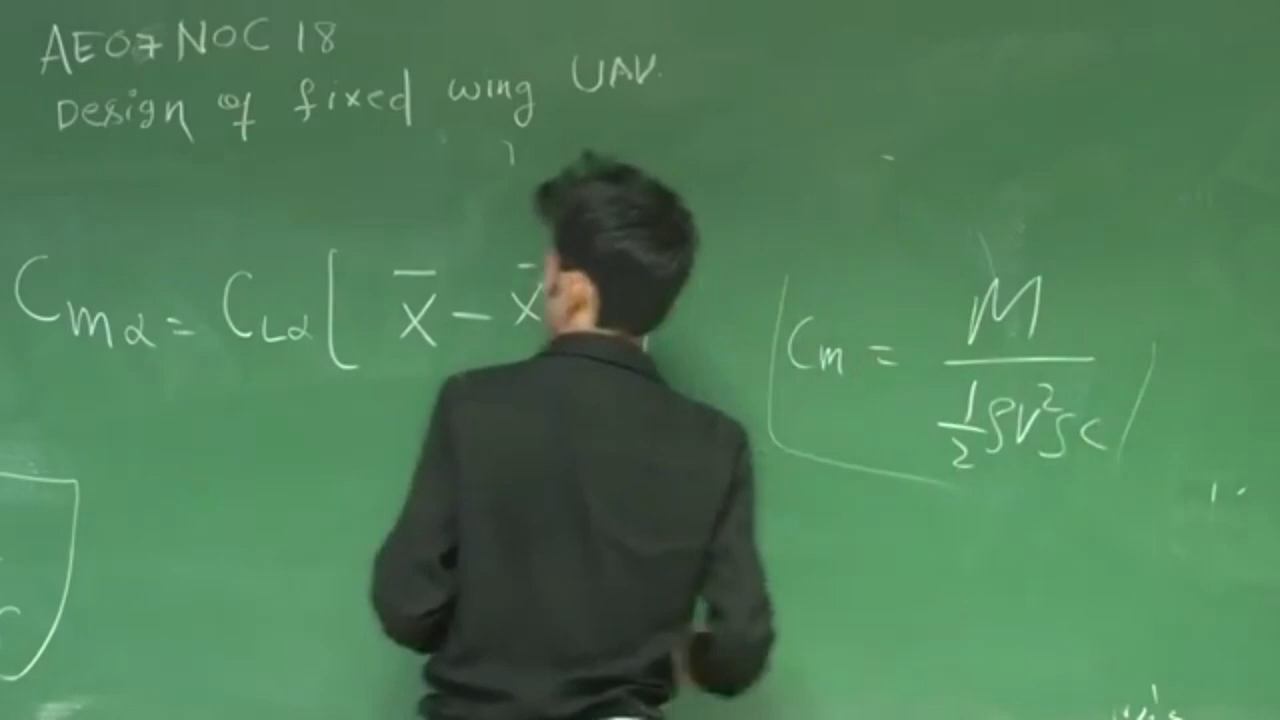 AE07 NOC 18
Design of fixed wing UAV.
Cmα = CLα [ x̄ - x̄
Cm = M / ½ρV²SC